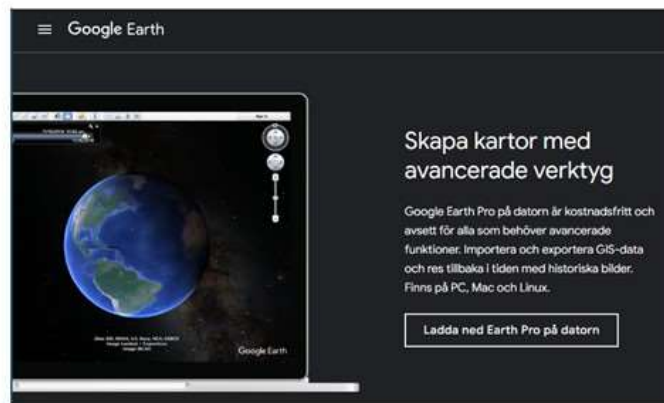 Google Earth
Skapa kartor med
avancerade verktyg
Google Earth Pro på datorn är kostnadsfritt och
avsett för alla som behöver avancerade
funktioner. Importera och exportera GIS-data
och res tillbaka i tiden med historiska bilder.
Finns på PC, Mac och Linux.
Ladda ned Earth Pro på datorn
Google Earth